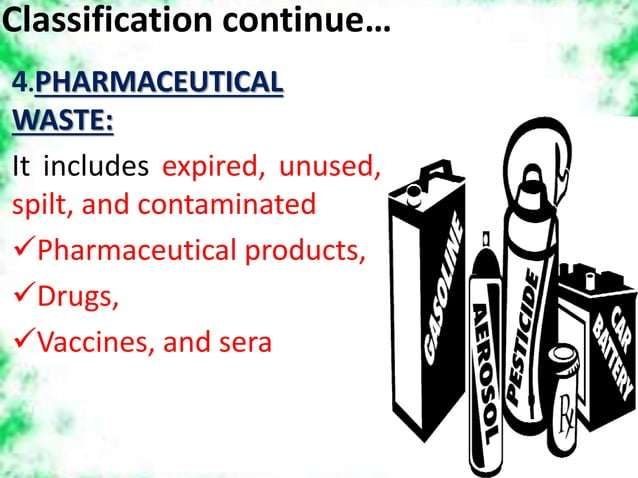 Classification continue…
4.PHARMACEUTICAL
WASTE:
It includes expired, unused,
spilt, and contaminated
✓Pharmaceutical products,
✓Drugs,
✓Vaccines, and sera
GASOLINE
AEROSOL
PESTICIDE
CAR
BATTERY
Rx